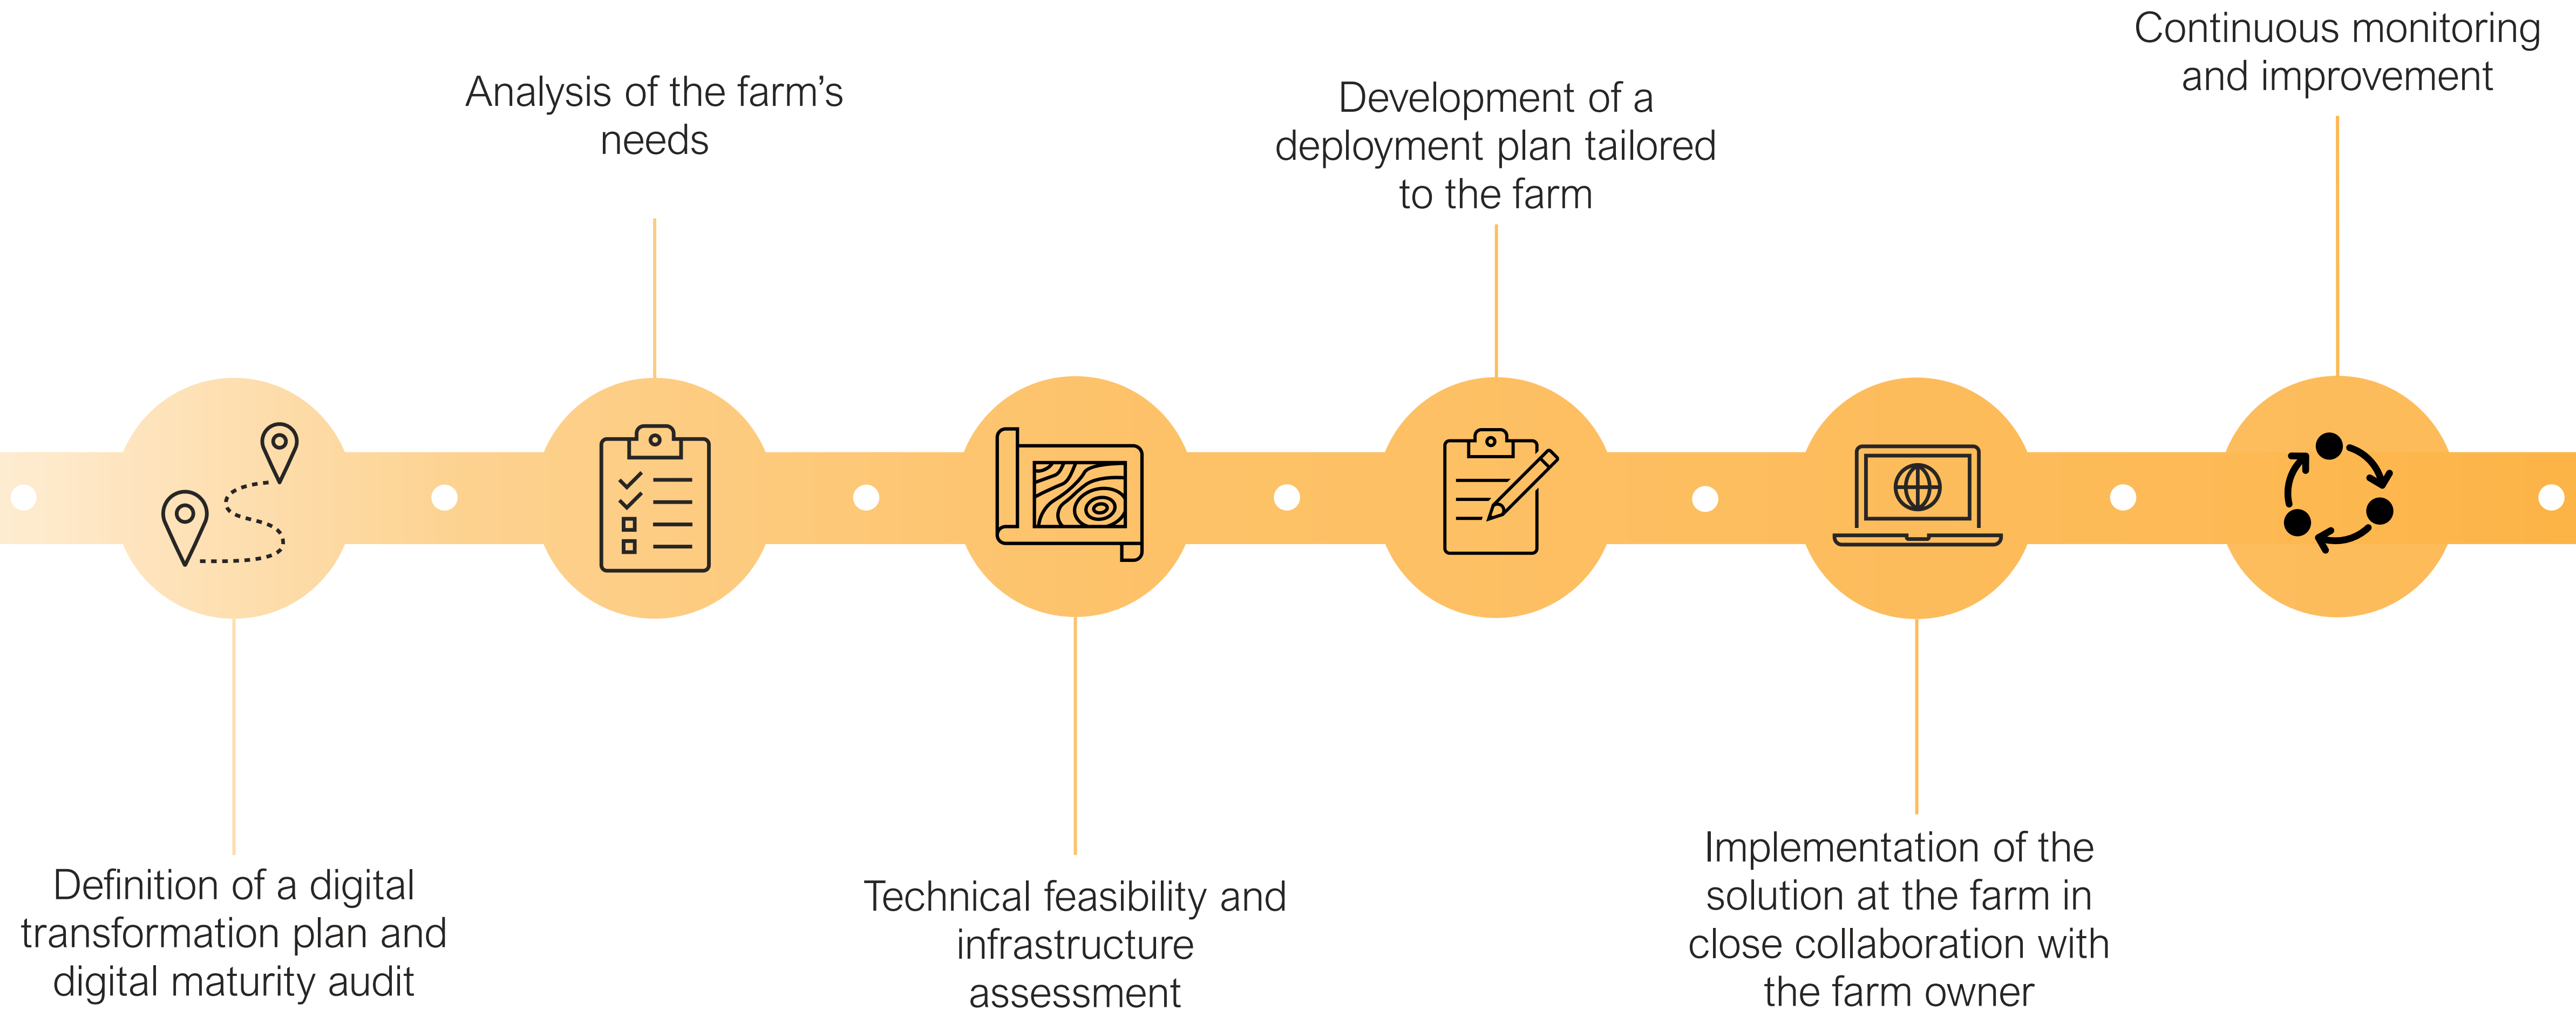 Definition of a digital
transformation plan and
digital maturity audit
Analysis of the farm’s
needs
Technical feasibility and
infrastructure
assessment
Development of a
deployment plan tailored
to the farm
Implementation of the
solution at the farm in
close collaboration with
the farm owner
Continuous monitoring
and improvement